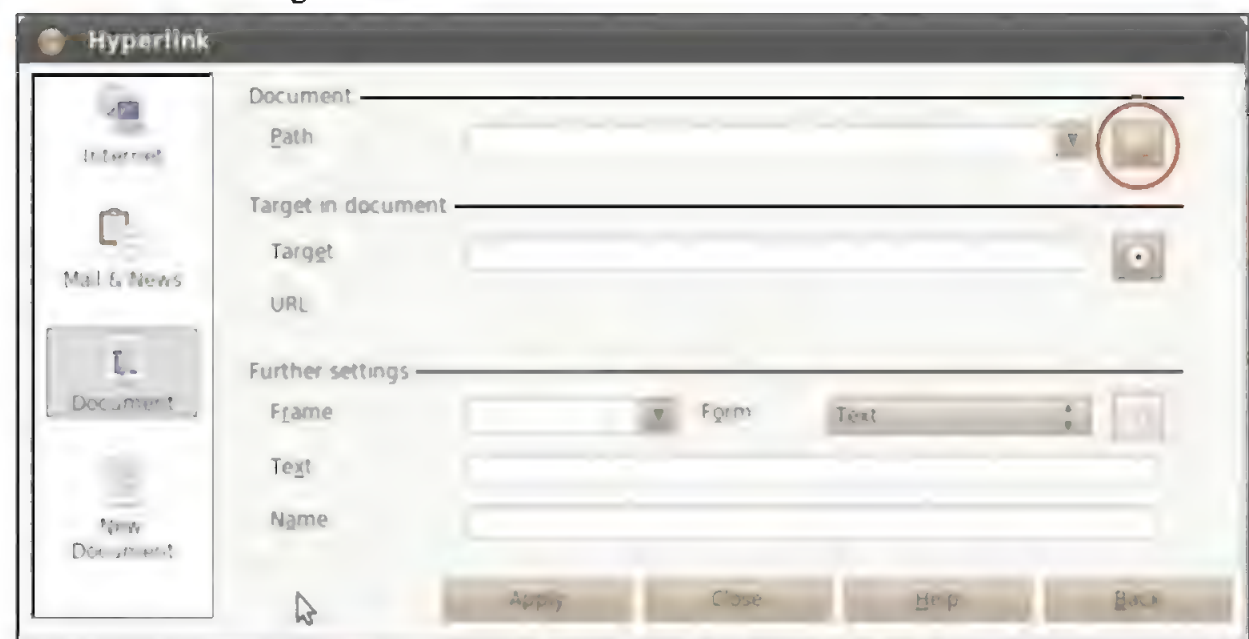 Hyperlink
Internet
Mail & News
Document
New
Document
Document
Path
Target in document
Target
URL
Further settings
Frame
Form
Text
Text
Name
Apply
Close
Help
Back